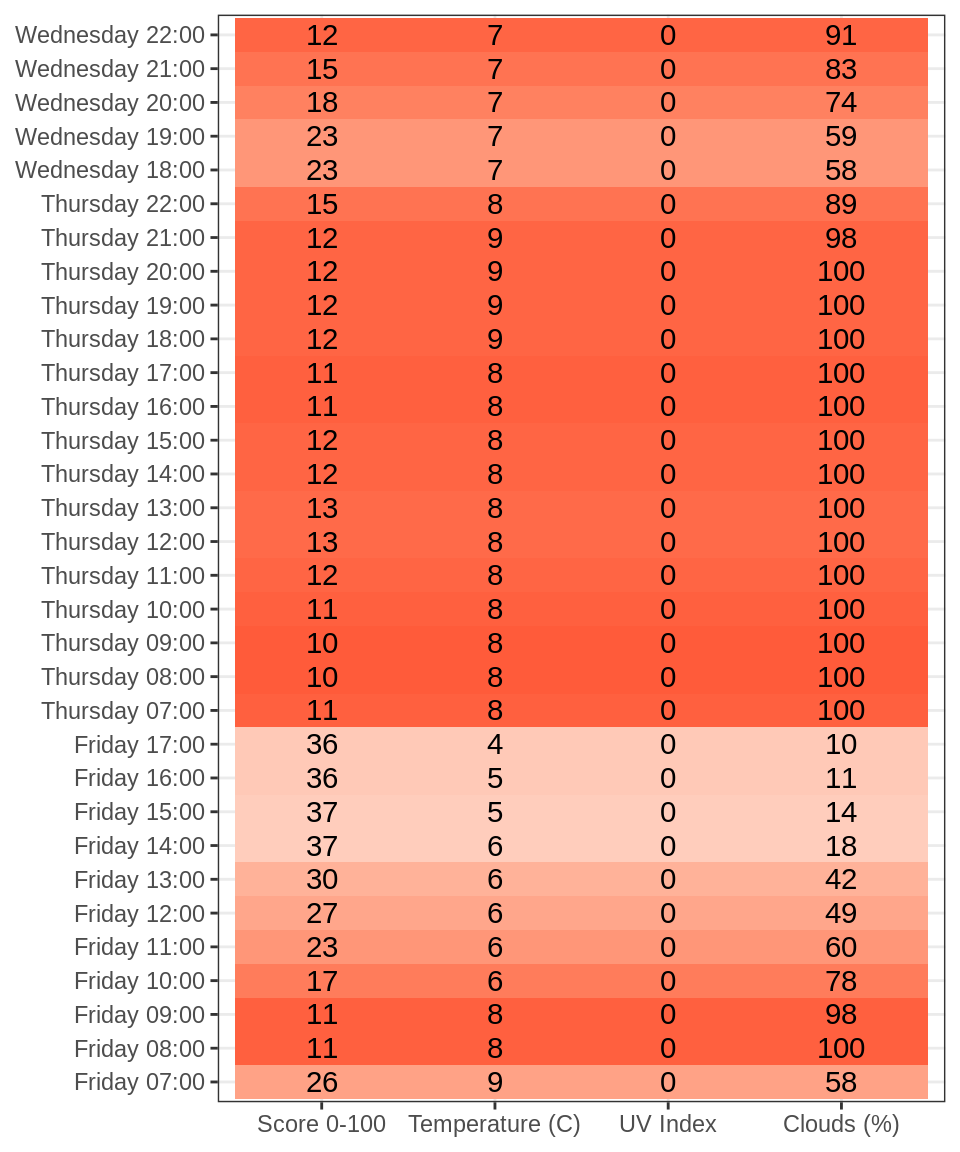 Wednesday 22:00 12 7 0 91
Wednesday 21:00 15 7 0 83
Wednesday 20:00 18 7 0 74
Wednesday 19:00 23 7 0 59
Wednesday 18:00 23 7 0 58
Thursday 22:00 15 8 0 89
Thursday 21:00 12 9 0 98
Thursday 20:00 12 9 0 100
Thursday 19:00 12 9 0 100
Thursday 18:00 12 9 0 100
Thursday 17:00 11 8 0 100
Thursday 16:00 11 8 0 100
Thursday 15:00 12 8 0 100
Thursday 14:00 12 8 0 100
Thursday 13:00 13 8 0 100
Thursday 12:00 13 8 0 100
Thursday 11:00 12 8 0 100
Thursday 10:00 11 8 0 100
Thursday 09:00 10 8 0 100
Thursday 08:00 10 8 0 100
Thursday 07:00 11 8 0 100
Friday 17:00 36 4 0 10
Friday 16:00 36 5 0 11
Friday 15:00 37 5 0 14
Friday 14:00 37 6 0 18
Friday 13:00 30 6 0 42
Friday 12:00 27 6 0 49
Friday 11:00 23 6 0 60
Friday 10:00 17 6 0 78
Friday 09:00 11 8 0 98
Friday 08:00 11 8 0 100
Friday 07:00 26 9 0 58
Score 0-100 Temperature (C) UV Index Clouds (%)